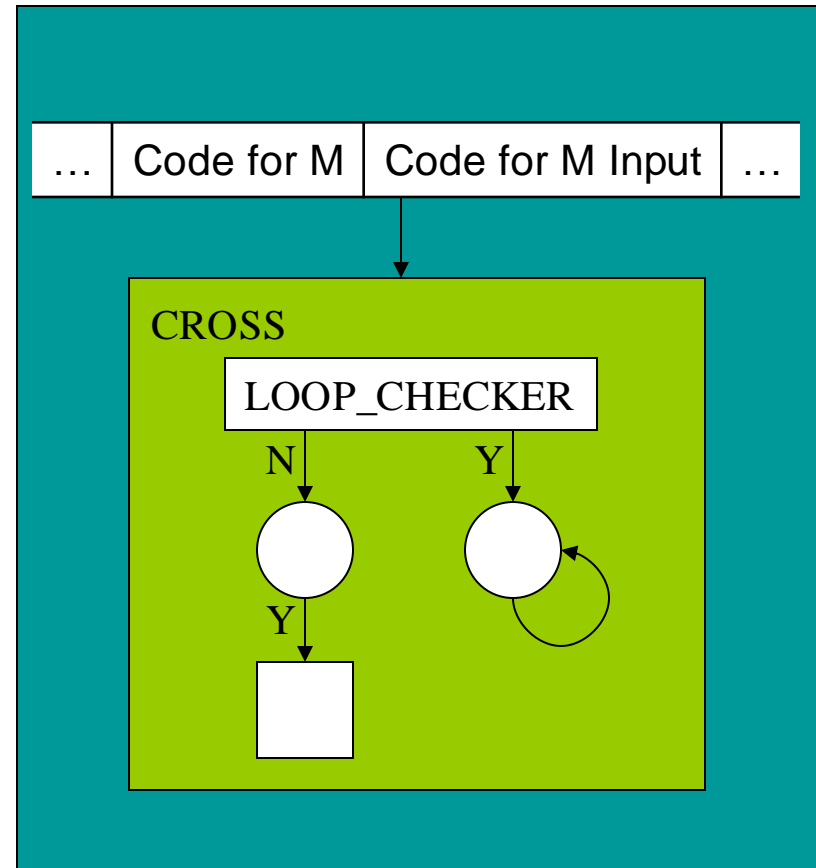 … Code for M Code for M Input …
CROSS
LOOP_CHECKER
N Y
Y